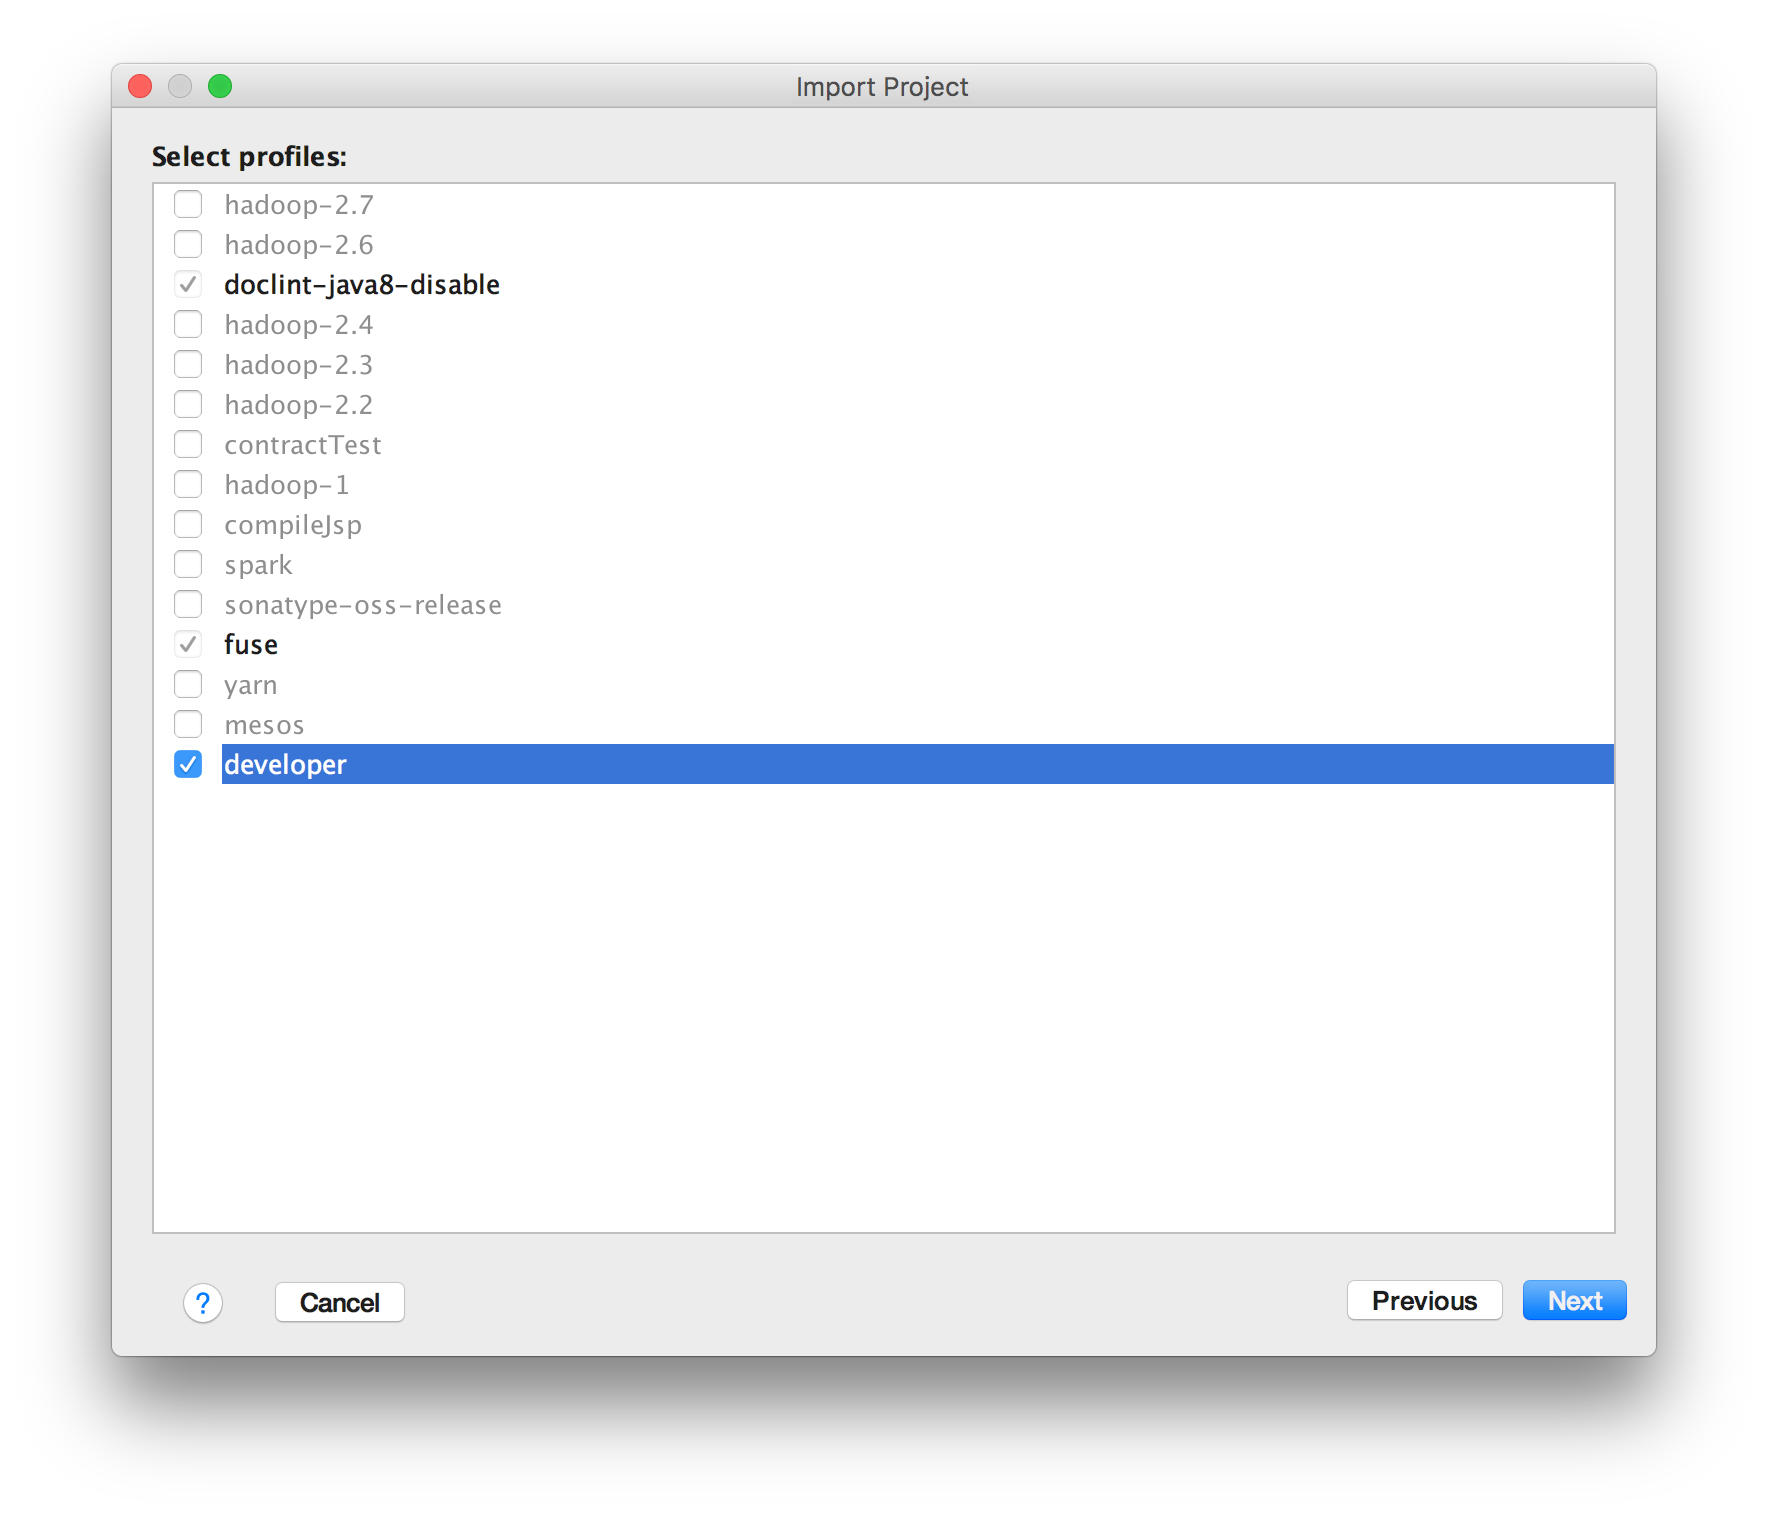 Import Project
Select profiles:
hadoop-2.7
hadoop-2.6
doclint-java8-disable
hadoop-2.4
hadoop-2.3
hadoop-2.2
contractTest
hadoop-1
compileJsp
spark
sonatype-oss-release
fuse
yarn
mesos
developer
? Cancel Previous Next